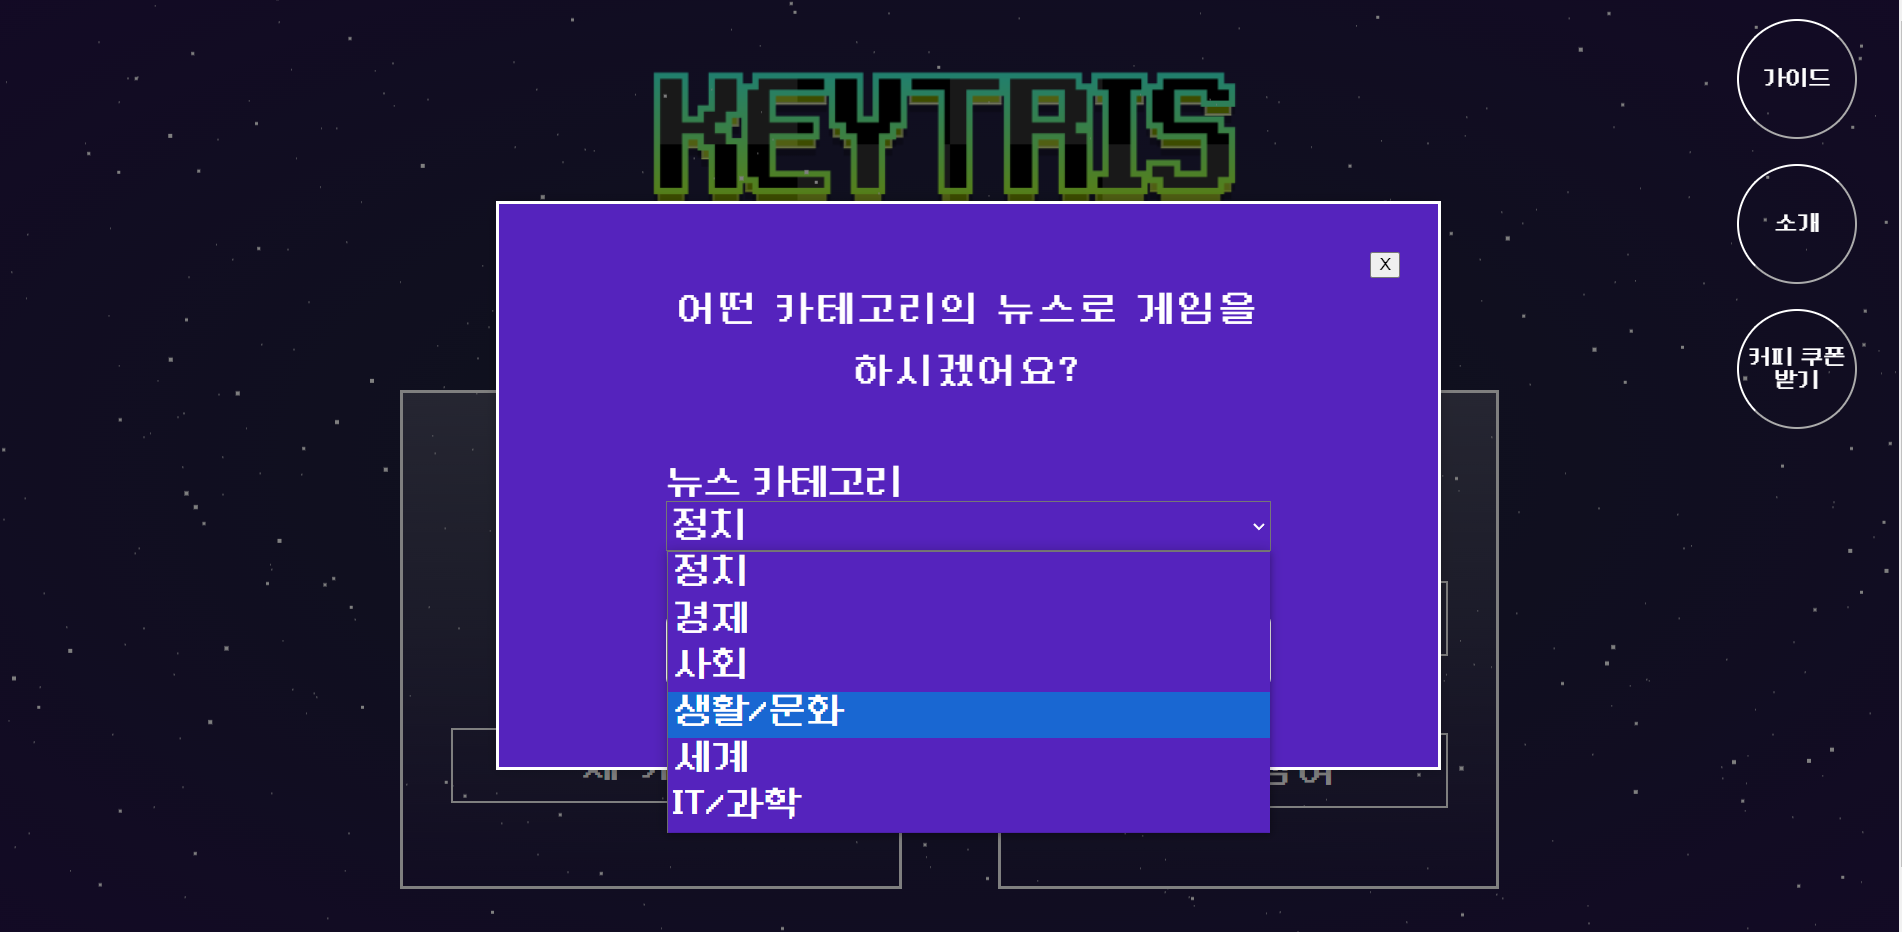 KEYTRIS
가이드
소개
커피 쿠폰
받기
X
어떤 카테고리의 뉴스로 게임을
하시겠어요?
뉴스 카테고리
정치
정치
경제
사회
생활/문화
세계
IT/과학